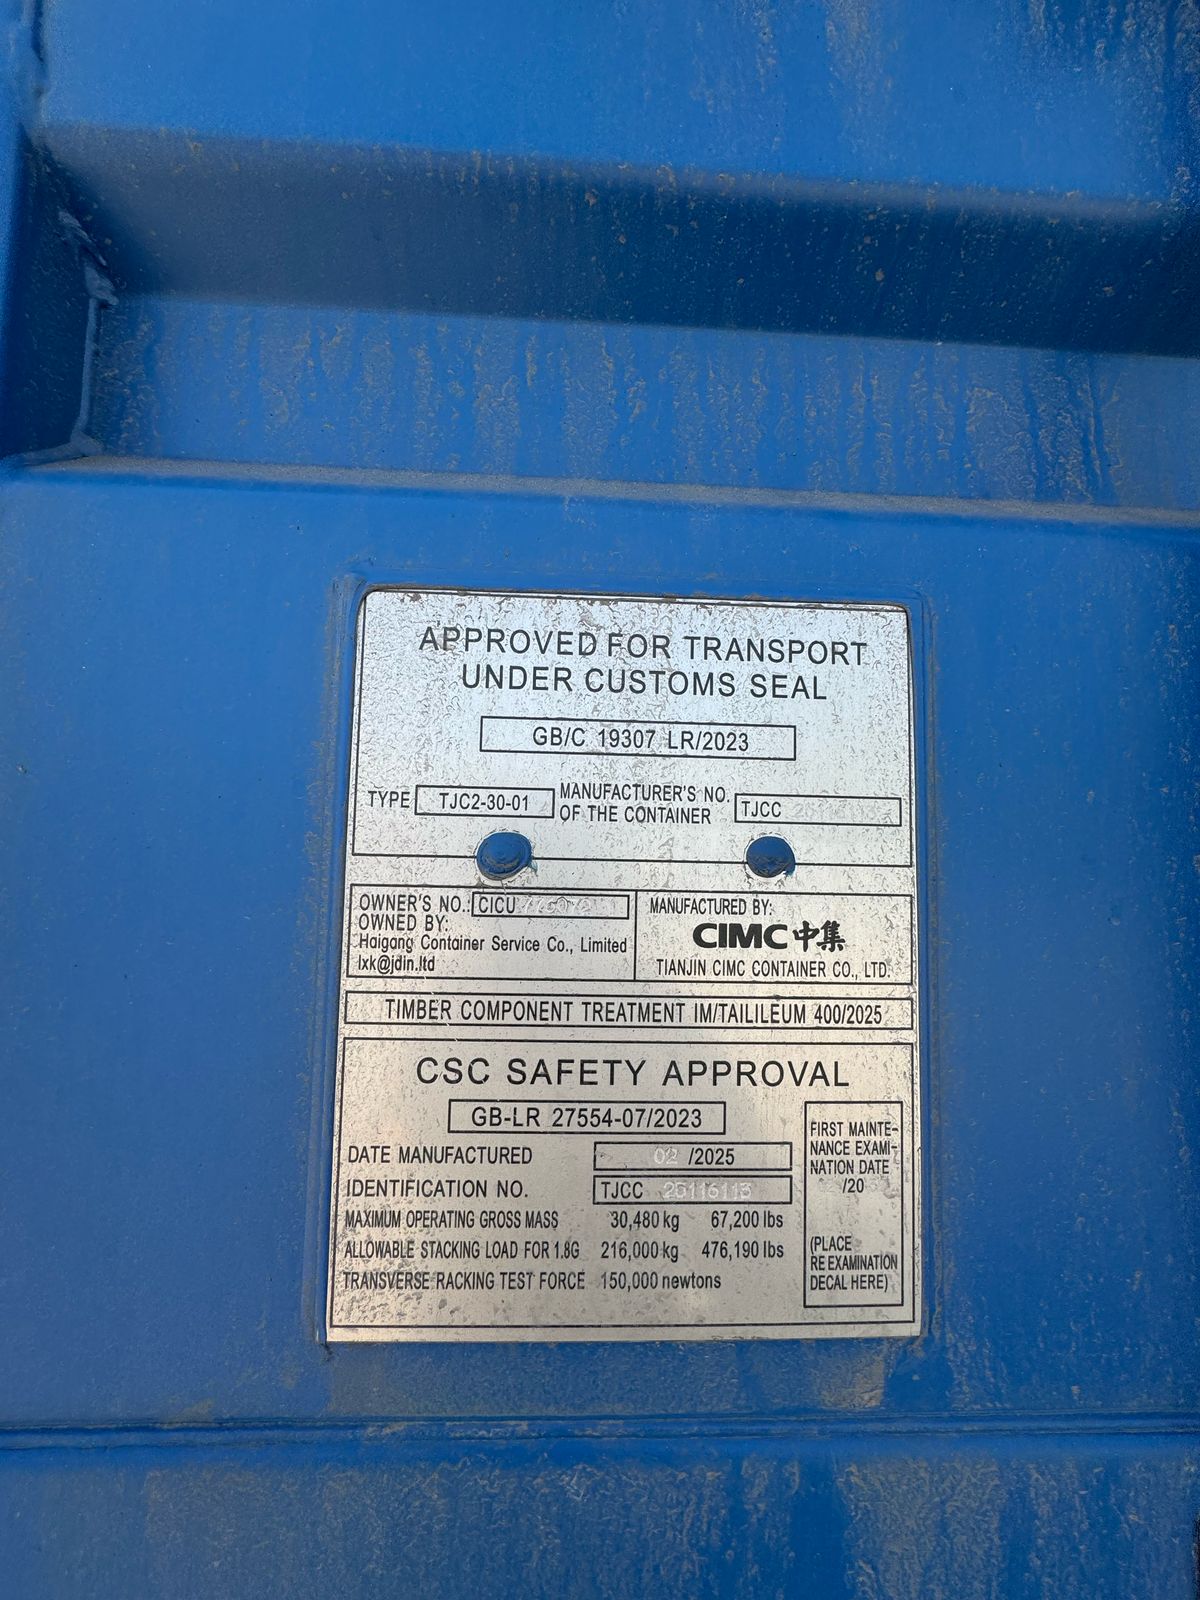 APPROVED FOR TRANSPORT
UNDER CUSTOMS SEAL
GB/C 19307 LR/2023
TYPE TJC2-30-01 MANUFACTURER'S NO. OF THE CONTAINER TJCC
OWNER'S NO.: CICU
OWNED BY:
Haigang Container Service Co., Limited
lxk@jdin.ltd
MANUFACTURED BY:
CIMC中集
TIANJIN CIMC CONTAINER CO., LTD.
TIMBER COMPONENT TREATMENT IM/TAILILEUM 400/2025
CSC SAFETY APPROVAL
GB-LR 27554-07/2023
DATE MANUFACTURED 02 /2025
IDENTIFICATION NO. TJCC
MAXIMUM OPERATING GROSS MASS 30,480 kg 67,200 lbs
ALLOWABLE STACKING LOAD FOR 1.8G 216,000 kg 476,190 lbs
TRANSVERSE RACKING TEST FORCE 150,000 newtons
FIRST MAINTE-
NANCE EXAMI-
NATION DATE
/20
(PLACE
REEXAMINATION
DECAL HERE)